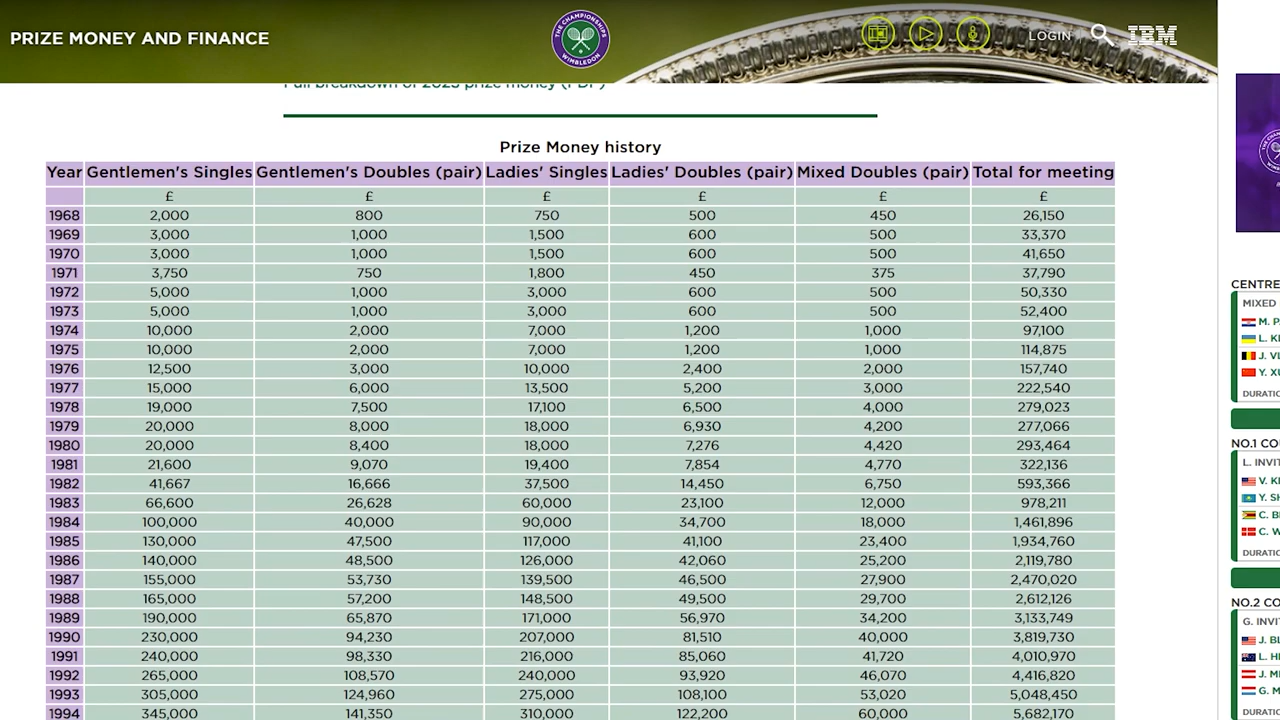 PRIZE MONEY AND FINANCE
THE CHAMPIONSHIPS
WIMBLEDON
LOGIN
IBM
Full breakdown of 2023 prize money (PDF)
Prize Money history
Year Gentlemen's Singles Gentlemen's Doubles (pair) Ladies' Singles Ladies' Doubles (pair) Mixed Doubles (pair) Total for meeting
£ £ £ £ £ £
1968 2,000 800 750 500 450 26,150
1969 3,000 1,000 1,500 600 500 33,370
1970 3,000 1,000 1,500 600 500 41,650
1971 3,750 750 1,800 450 375 37,790
1972 5,000 1,000 3,000 600 500 50,330
1973 5,000 1,000 3,000 600 500 52,400
1974 10,000 2,000 7,000 1,200 1,000 97,100
1975 10,000 2,000 7,000 1,200 1,000 114,875
1976 12,500 3,000 10,000 2,400 2,000 157,740
1977 15,000 6,000 13,500 5,200 3,000 222,540
1978 19,000 7,500 17,100 6,500 4,000 279,023
1979 20,000 8,000 18,000 6,930 4,200 277,066
1980 20,000 8,400 18,000 7,276 4,420 293,464
1981 21,600 9,070 19,400 7,854 4,770 322,136
1982 41,667 16,666 37,500 14,450 6,750 593,366
1983 66,600 26,628 60,000 23,100 12,000 978,211
1984 100,000 40,000 90,000 34,700 18,000 1,461,896
1985 130,000 47,500 117,000 41,100 23,400 1,934,760
1986 140,000 48,500 126,000 42,060 25,200 2,119,780
1987 155,000 53,730 139,500 46,500 27,900 2,470,020
1988 165,000 57,200 148,500 49,500 29,700 2,612,126
1989 190,000 65,870 171,000 56,970 34,200 3,133,749
1990 230,000 94,230 207,000 81,510 40,000 3,819,730
1991 240,000 98,330 216,000 85,060 41,720 4,010,970
1992 265,000 108,570 240,000 93,920 46,070 4,416,820
1993 305,000 124,960 275,000 108,100 53,020 5,048,450
1994 345,000 141,350 310,000 122,200 60,000 5,682,170
CENTRE
MIXED
M. P
L. K
J. V
Y. XU
DURATIO
NO.1 CO
L. INVIT
V. K
Y. SH
C. B
C. W
DURATIO
NO.2 CO
G. INVI
J. BL
L. H
J. M
G. M
DURATIO